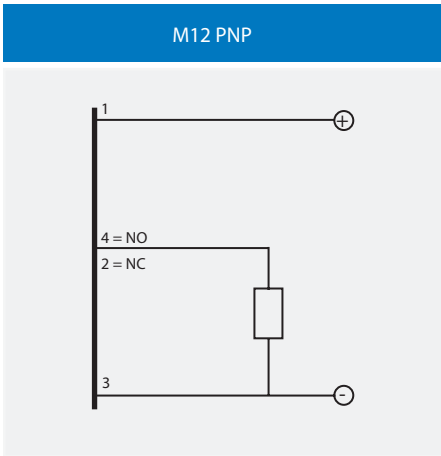 M12 PNP
1
+
4 = NO
2 = NC
3
-